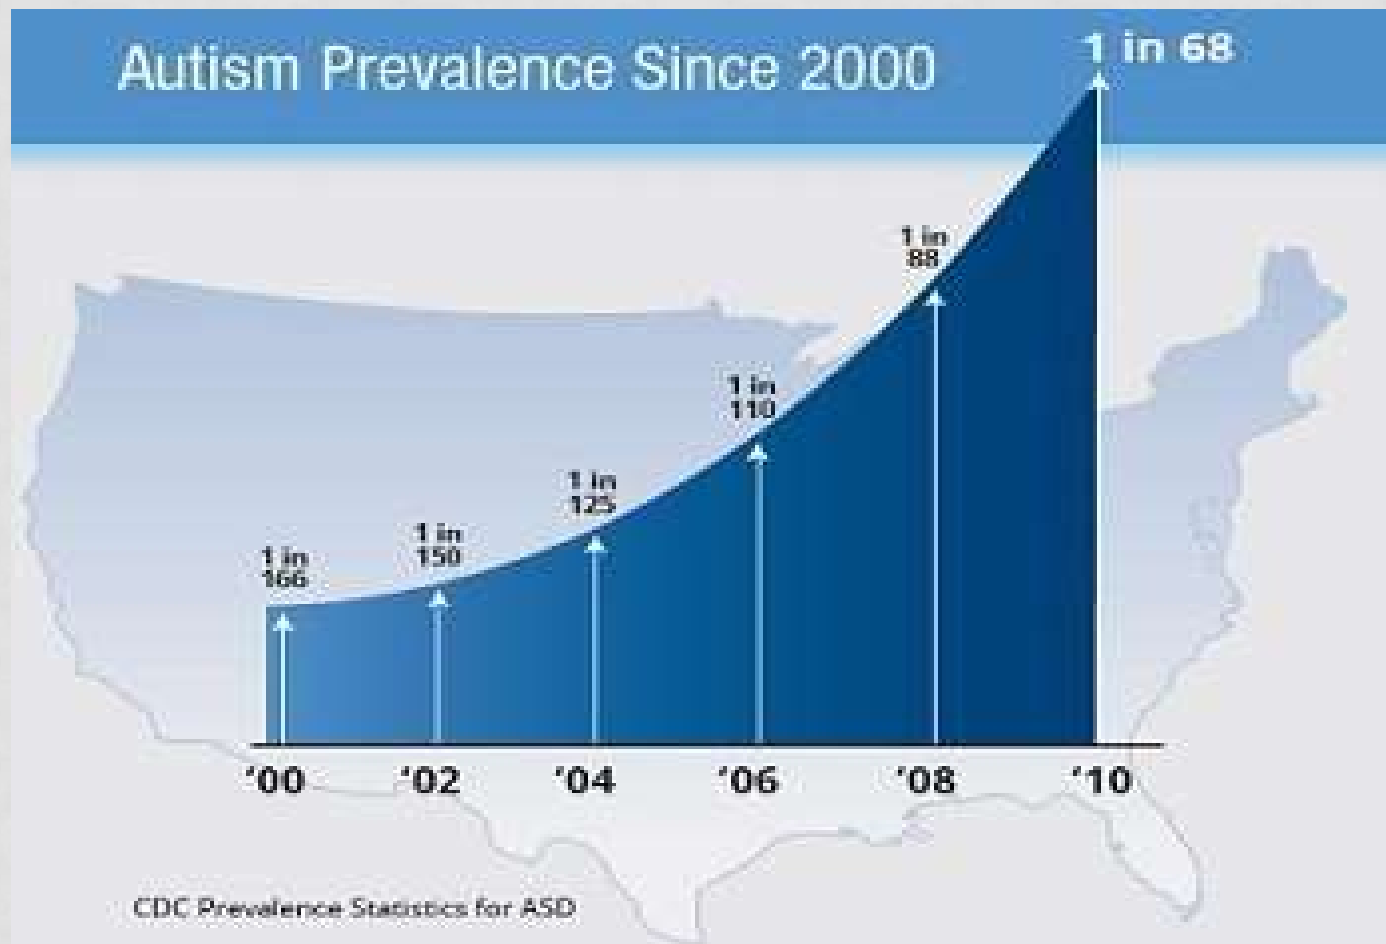 Autism Prevalence Since 2000
1 in 68
1 in
88
1 in
110
1 in
125
1 in
150
1 in
166
‘00 ‘02 ‘04 ‘06 ‘08 ‘10
CDC Prevalence Statistics for ASD